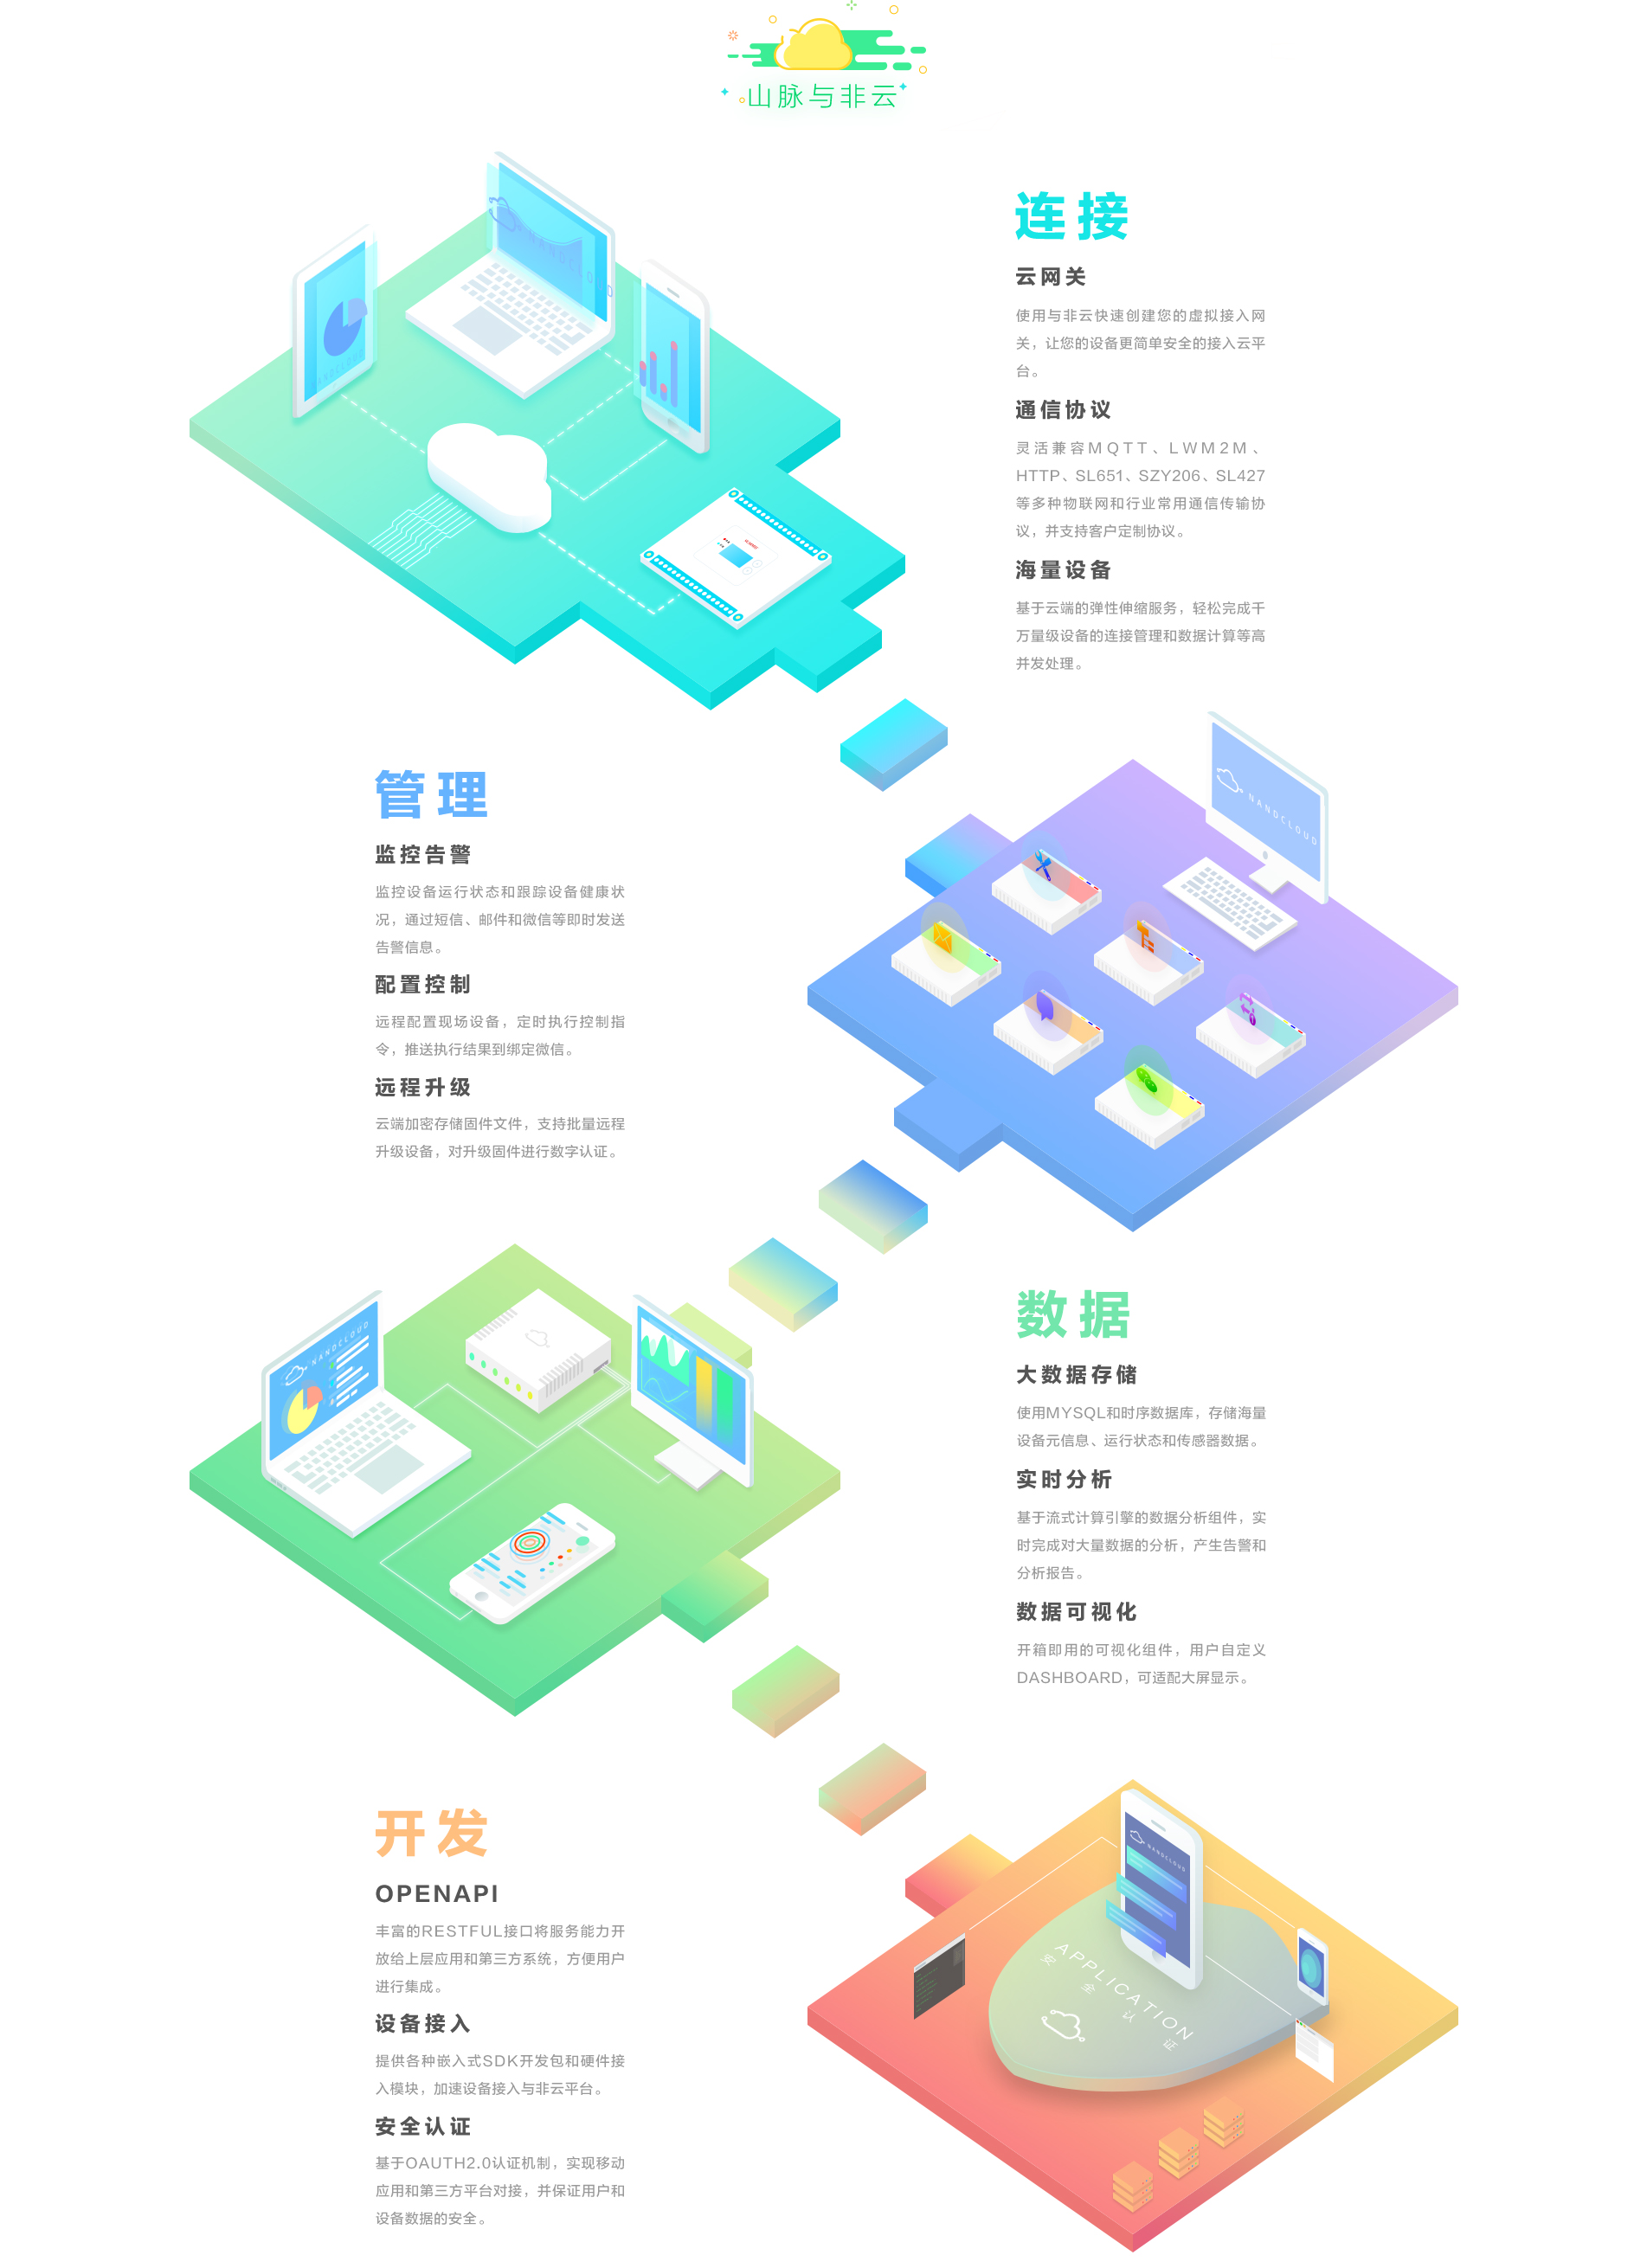 山脉与非云
NANDCLOUD
NANDCLOUD
连接
云网关
使用与非云快速创建您的虚拟接入网
关，让您的设备更简单安全的接入云平
台。
通信协议
灵活兼容MQTT、LWM2M、
HTTP、SL651、SZY206、SL427
等多种物联网和行业常用通信传输协
议，并支持客户定制协议。
海量设备
基于云端的弹性伸缩服务，轻松完成千
万量级设备的连接管理和数据计算等高
并发处理。
管理
监控告警
监控设备运行状态和跟踪设备健康状
况，通过短信、邮件和微信等即时发送
告警信息。
配置控制
远程配置现场设备，定时执行控制指
令，推送执行结果到绑定微信。
远程升级
云端加密存储固件文件，支持批量远程
升级设备，对升级固件进行数字认证。
NANDCLOUD
NANDCLOUD
数据
大数据存储
使用MYSQL和时序数据库，存储海量
设备元信息、运行状态和传感器数据。
实时分析
基于流式计算引擎的数据分析组件，实
时完成对大量数据的分析，产生告警和
分析报告。
数据可视化
开箱即用的可视化组件，用户自定义
DASHBOARD，可适配大屏显示。
开发
OPENAPI
丰富的RESTFUL接口将服务能力开
放给上层应用和第三方系统，方便用户
进行集成。
设备接入
提供各种嵌入式SDK开发包和硬件接
入模块，加速设备接入与非云平台。
安全认证
基于OAUTH2.0认证机制，实现移动
应用和第三方平台对接，并保证用户和
设备数据的安全。
NANDCLOUD
APPLICATION
安全认证